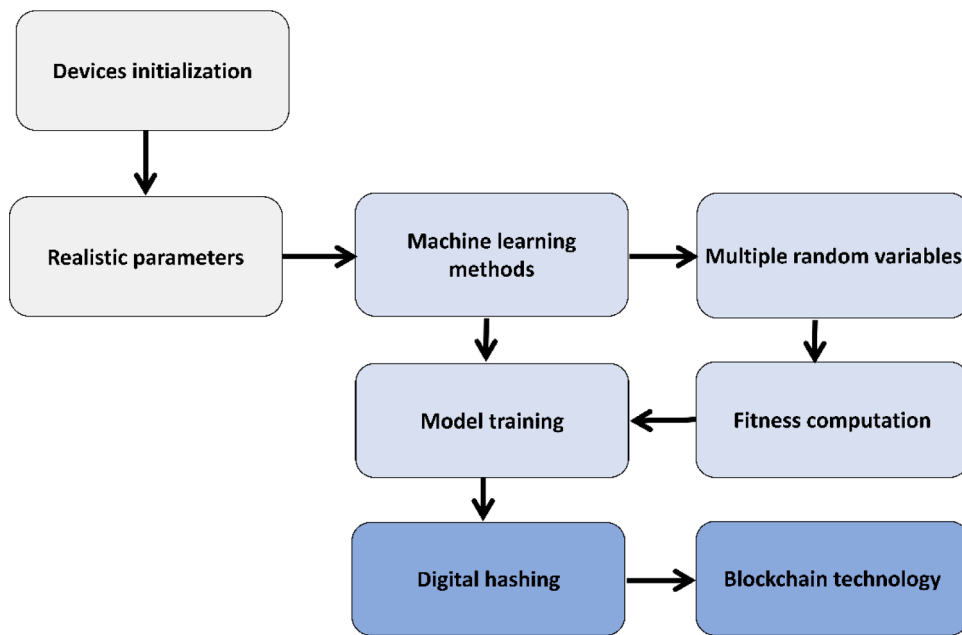 Devices initialization
Realistic parameters
Machine learning
methods
Multiple random variables
Model training
Fitness computation
Digital hashing
Blockchain technology